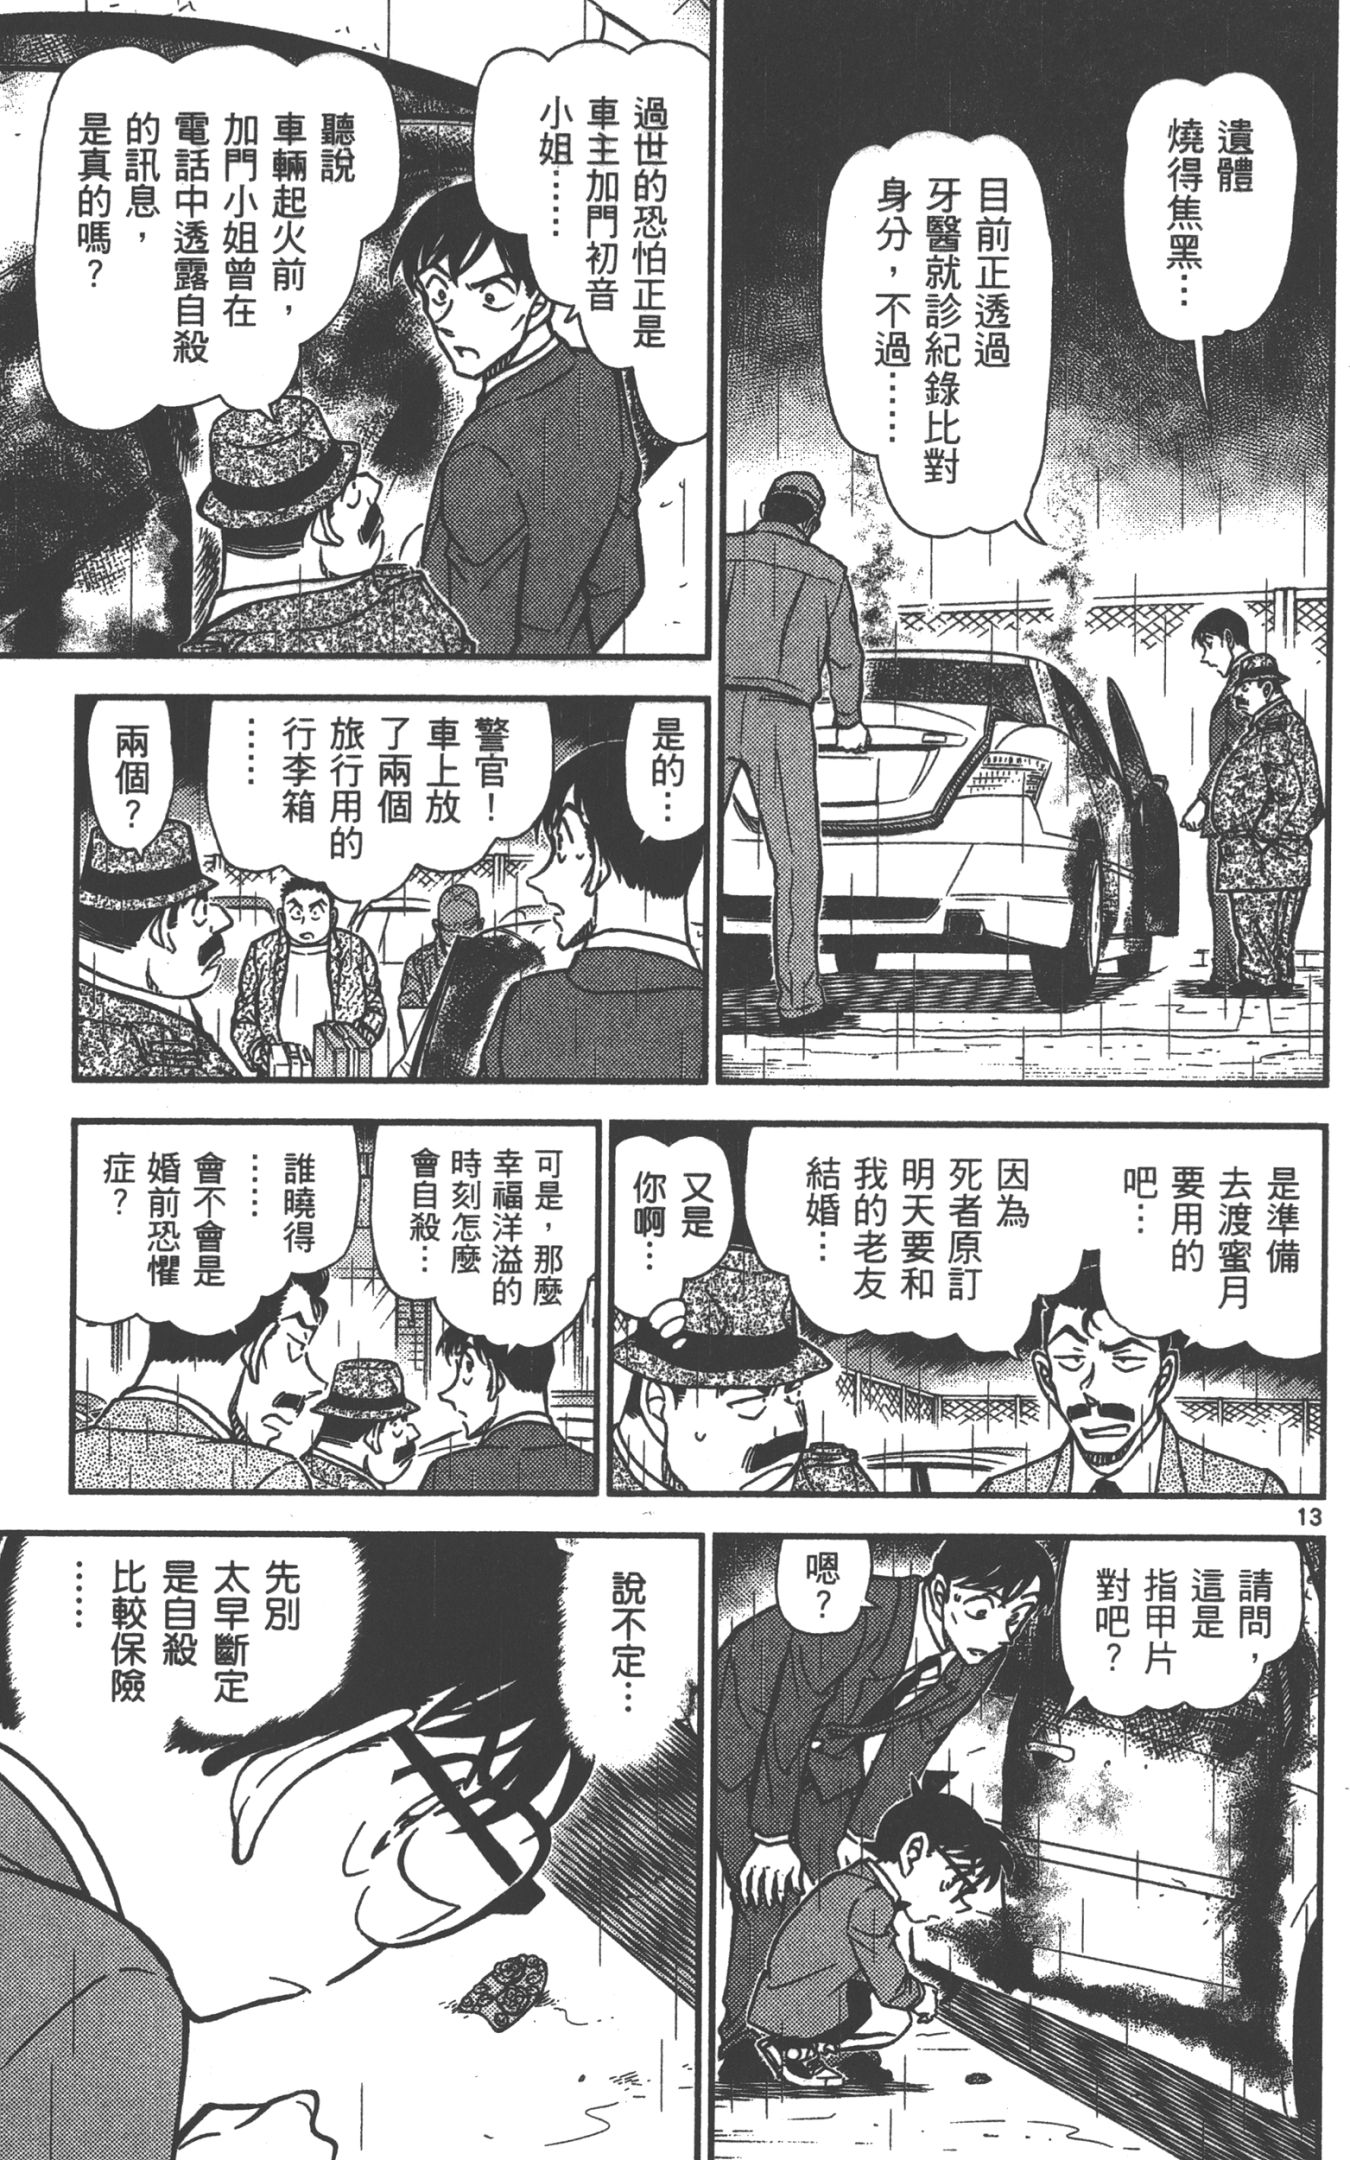 遺體
燒得焦黑…
目前正透過
牙醫就診紀錄比對
身分，不過……
過世的恐怕正是
車主加門初音
小姐……
聽說
車輛起火前，
加門小姐曾在
電話中透露自殺
的訊息，
是真的嗎？
是的…
警官！
車上放
了兩個
旅行用的
行李箱
……
兩個？
是準備
去渡蜜月
要用的
吧…
因為
死者原訂
明天要和
我的老友
結婚…
又是
你啊…
可是，那麼
幸福洋溢的
時刻怎麼
會自殺…
誰曉得
……
會不會是
婚前恐懼
症？
13
請問，
這是
指甲片
對吧？
嗯？
說不定…
先別
太早斷定
是自殺
比較保險
……